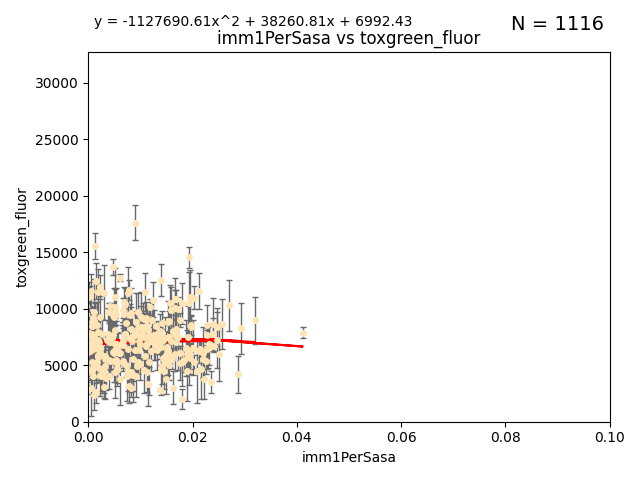 y = -1127690.61x^2 + 38260.81x + 6992.43
N = 1116
imm1PerSasa vs toxgreen_fluor
30000
25000
20000
15000
10000
5000
0
toxgreen_fluor
0.00
0.02
0.04
0.06
0.08
0.10
imm1PerSasa